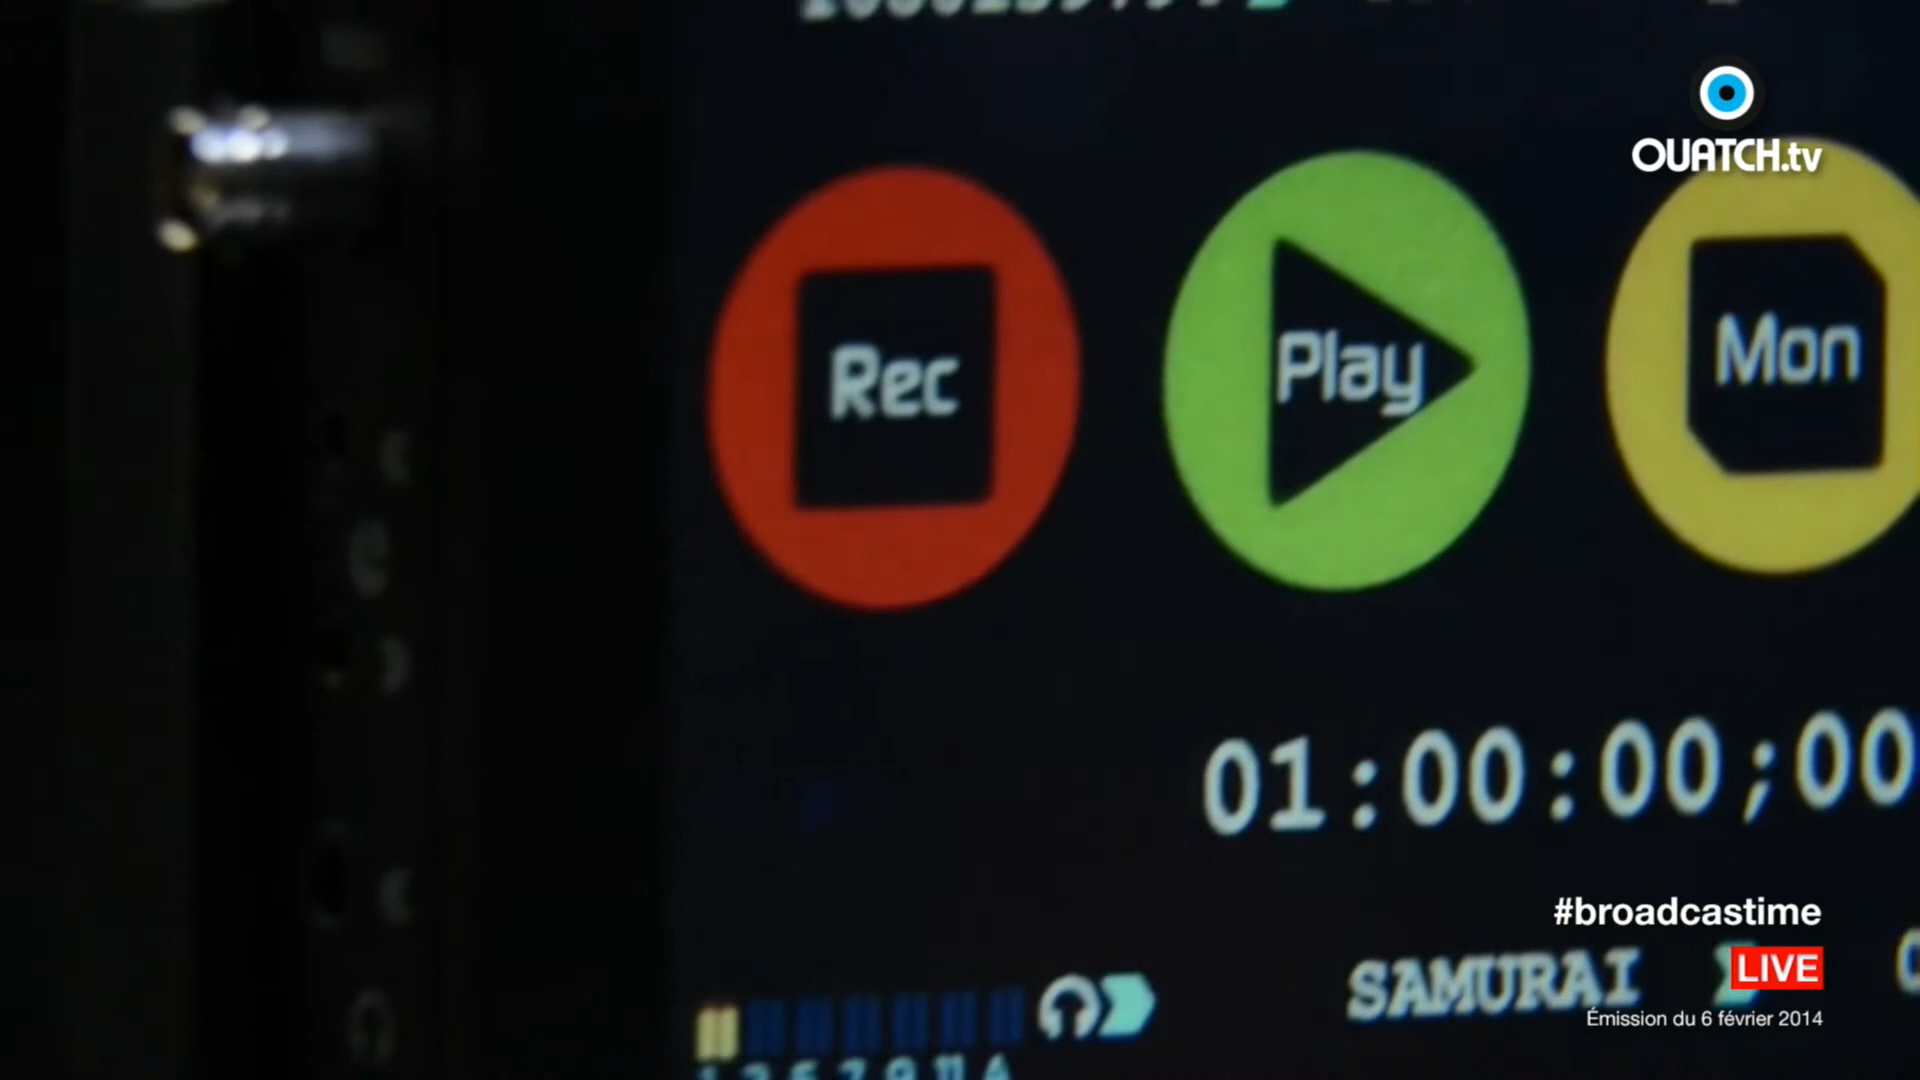 OUATCH.tv
Rec
Play
Mon
01:00:00;00
#broadcastime
SAMURAI
LIVE
Émission du 6 février 2014